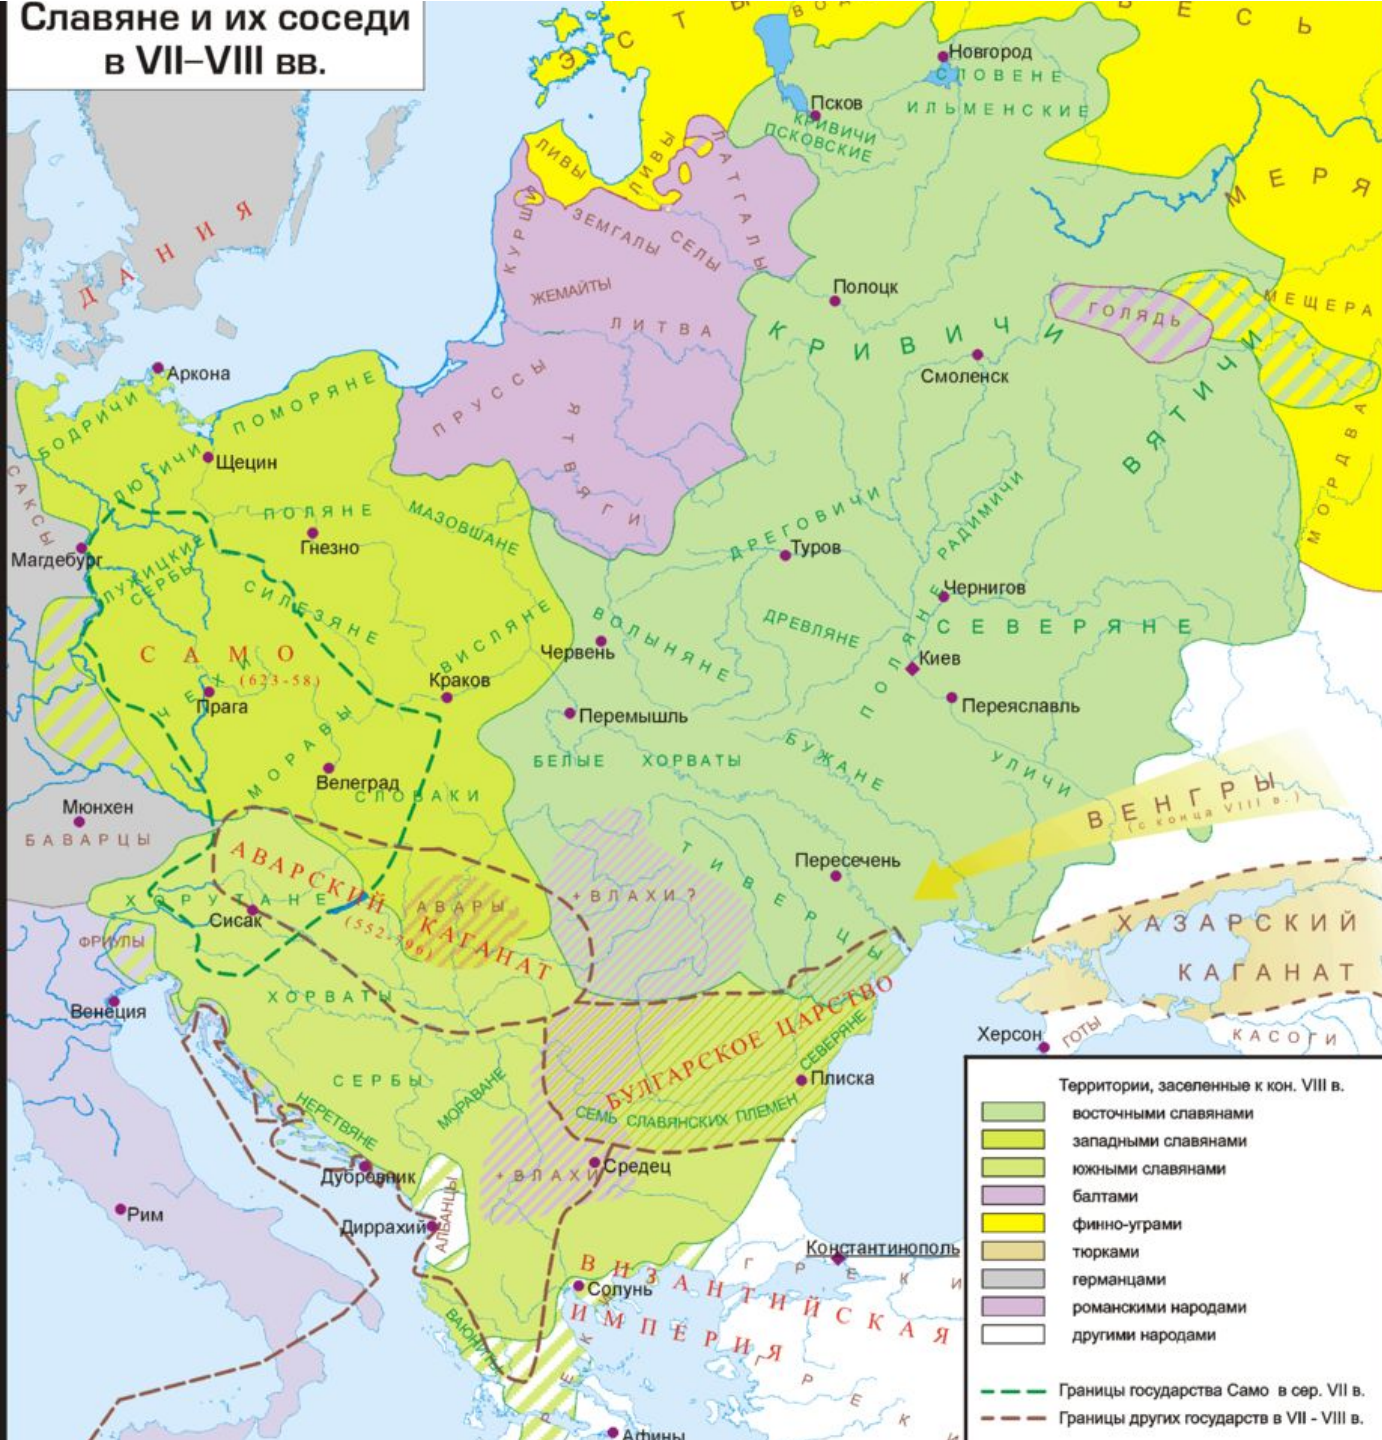 Славяне и их соседи
в VII–VIII вв.
Э С Т Ы
ВЕСЬ
Новгород
СЛОВЕНЕ
ИЛЬМЕНСКИЕ
Псков
КРИВИЧИ
ПСКОВСКИЕ
ЛИВЫ
ЛИВЫ
ЛАТГАЛЫ
МЕРЯ
КУРШИ
ЗЕМГАЛЫ
СЕЛЫ
ДАНИЯ
ЖЕМАЙТЫ
ЛИТВА
Полоцк
КРИВИЧИ
ГОЛЯДЬ
МЕЩЕРА
Смоленск
ВЯТИЧИ
МОРДВА
Аркона
ПРУССЫ
ЯТВЯГИ
БОДРИЧИ
ПОМОРЯНЕ
ЛЮТИЧИ
Щецин
САКСЫ
ПОЛЯНЕ
МАЗОВШАНЕ
Гнезно
Магдебург
ЛУЖИЦКИЕ
СЕРБЫ
СИЛЕЗЯНЕ
ДРЕГОВИЧИ
РАДИМИЧИ
Туров
Чернигов
САМО
(623-58)
ВИСЛЯНЕ
ВОЛЫНЯНЕ
ДРЕВЛЯНЕ
ПОЛЯНЕ
СЕВЕРЯНЕ
Червень
Киев
ЧЕХИ
Прага
Краков
Перемышль
Переяславль
МОРАВЫ
Велеград
СЛОВАКИ
БЕЛЫЕ ХОРВАТЫ
БУЖАНЕ
УЛИЧИ
ВЕНГРЫ
(с конца VIII в.)
Мюнхен
БАВАРЦЫ
АВАРСКИЙ
КАГАНАТ
(552-796)
АВАРЫ
+ ВЛАХИ ?
ТИВЕРЦЫ
Пересечень
ХОРУТАНЕ
Сисак
ФРИУЛЫ
Венеция
ХОРВАТЫ
ХАЗАРСКИЙ
КАГАНАТ
Херсон
ГОТЫ
КАСОГИ
БУЛГАРСКОЕ ЦАРСТВО
СЕВЕРЯНЕ
Плиска
СЕМЬ СЛАВЯНСКИХ ПЛЕМЕН
СЕРБЫ
МОРАВАНЕ
НЕРЕТВЯНЕ
Дубровник
+ ВЛАХИ
Средец
Рим
Диррахий
АЛБАНЦЫ
Константинополь
ГРЕКИ
ВИЗАНТИЙСКАЯ
ИМПЕРИЯ
Солунь
ГРЕКИ
ВАЮНИТЫ
ГРЕКИ
Афины
Территории, заселенные к кон. VIII в.
восточными славянами
западными славянами
южными славянами
балтами
финно-уграми
тюрками
германцами
романскими народами
другими народами
Границы государства Само в сер. VII в.
Границы других государств в VII - VIII в.